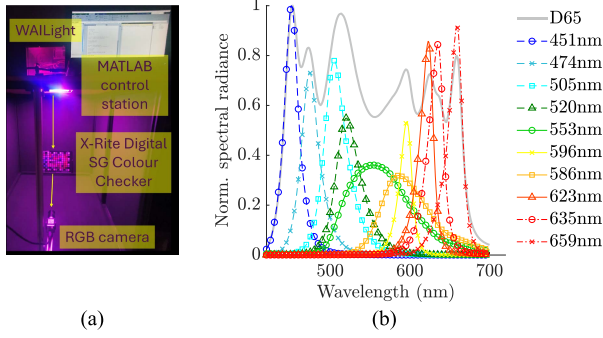 WAILight
MATLAB
control
station
X-Rite Digital
SG Colour
Checker
RGB camera
(a)
Norm. spectral radiance
1
0.8
0.6
0.4
0.2
0
500
600
700
Wavelength (nm)
(b)
D65
451nm
474nm
505nm
520nm
553nm
596nm
586nm
623nm
635nm
659nm